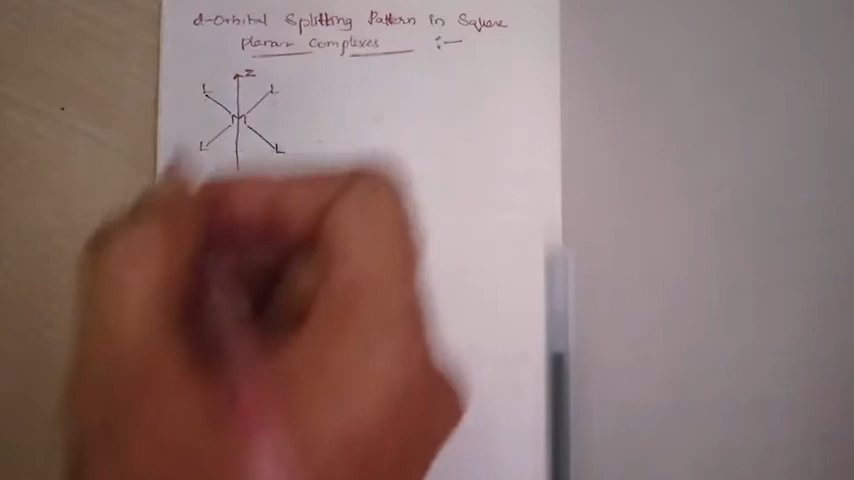 d-Orbital Splitting Pattern in Square
planar Complexes :-
Z
L L
M
L L